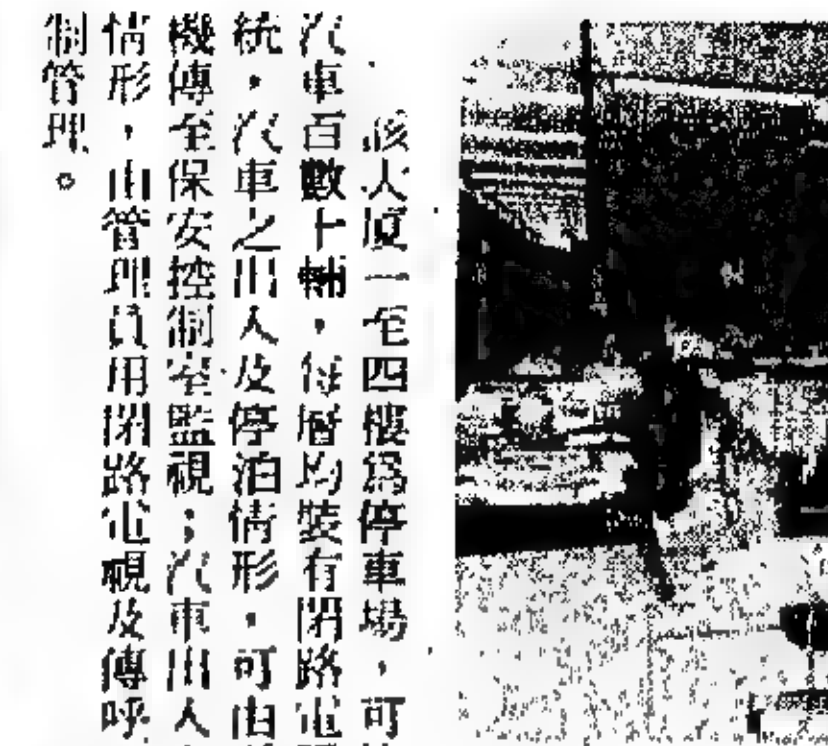 該大廈一至四樓爲停車場，可
汽車百數十輛，每層均裝有閉路電
統，汽車之出入及停泊情形，可由
機傳至保安控制室監視；汽車出入
情形，由管理員用閉路電視及傳呼
制管理。